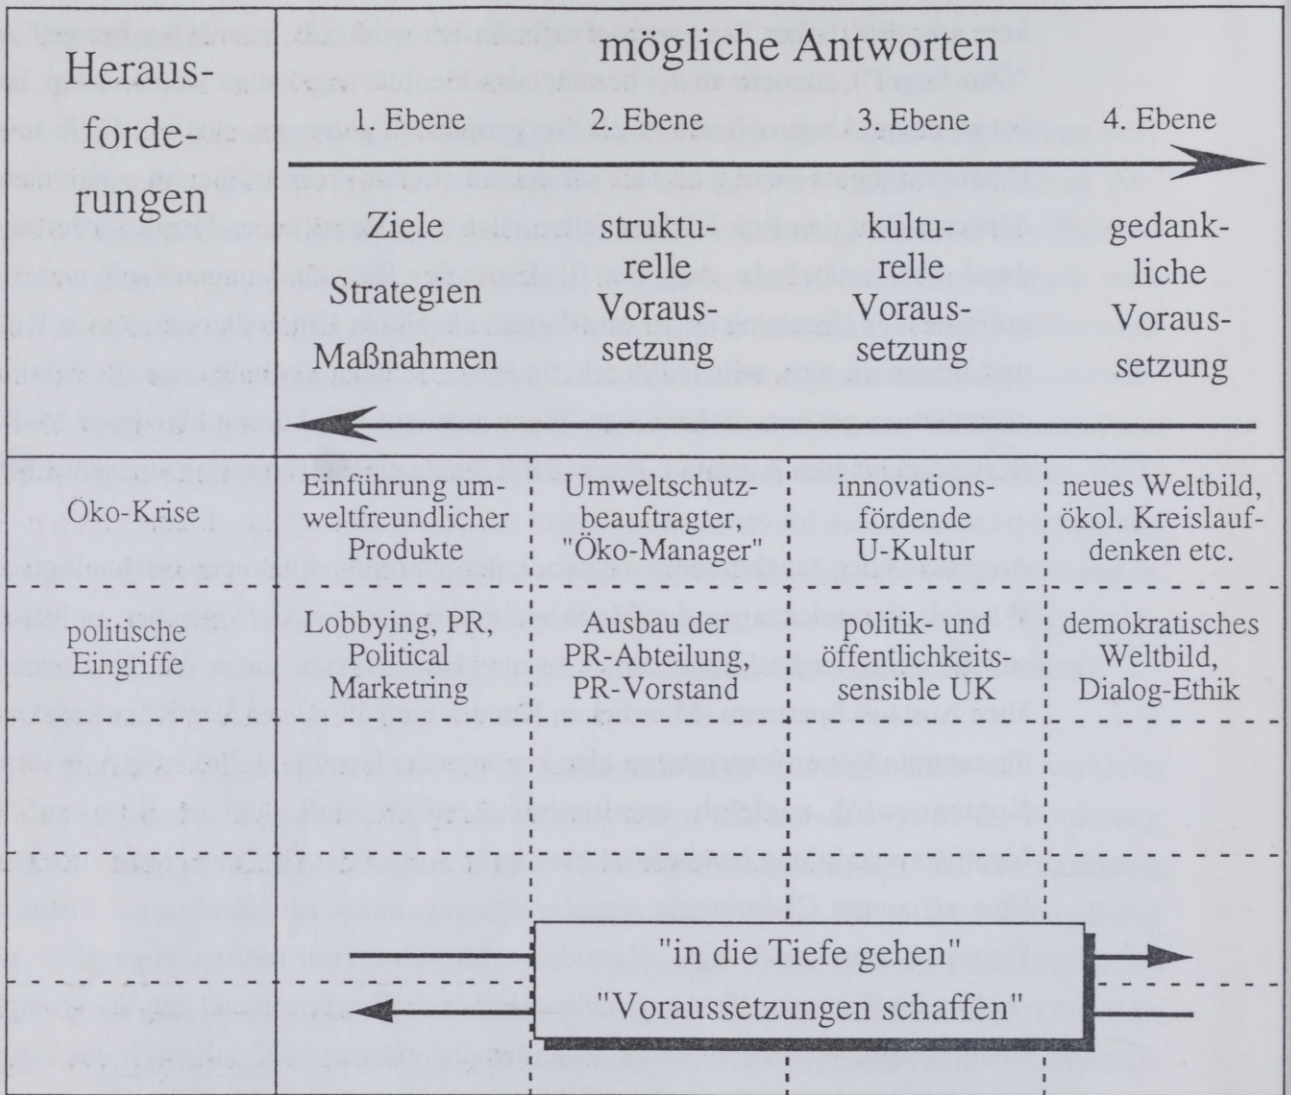 Heraus-
forde-
rungen
mögliche Antworten
1. Ebene
2. Ebene
3. Ebene
4. Ebene
Ziele
Strategien
Maßnahmen
struktu-
relle
Voraus-
setzung
kultu-
relle
Voraus-
setzung
gedank-
liche
Voraus-
setzung
Öko-Krise
Einführung um-
weltfreundlicher
Produkte
Umweltschutz-
beauftragter,
"Öko-Manager"
innovations-
fördende
U-Kultur
neues Weltbild,
ökol. Kreislauf-
denken etc.
politische
Eingriffe
Lobbying, PR,
Political
Marketring
Ausbau der
PR-Abteilung,
PR-Vorstand
politik- und
öffentlichkeits-
sensible UK
demokratisches
Weltbild,
Dialog-Ethik
"in die Tiefe gehen"
"Voraussetzungen schaffen"